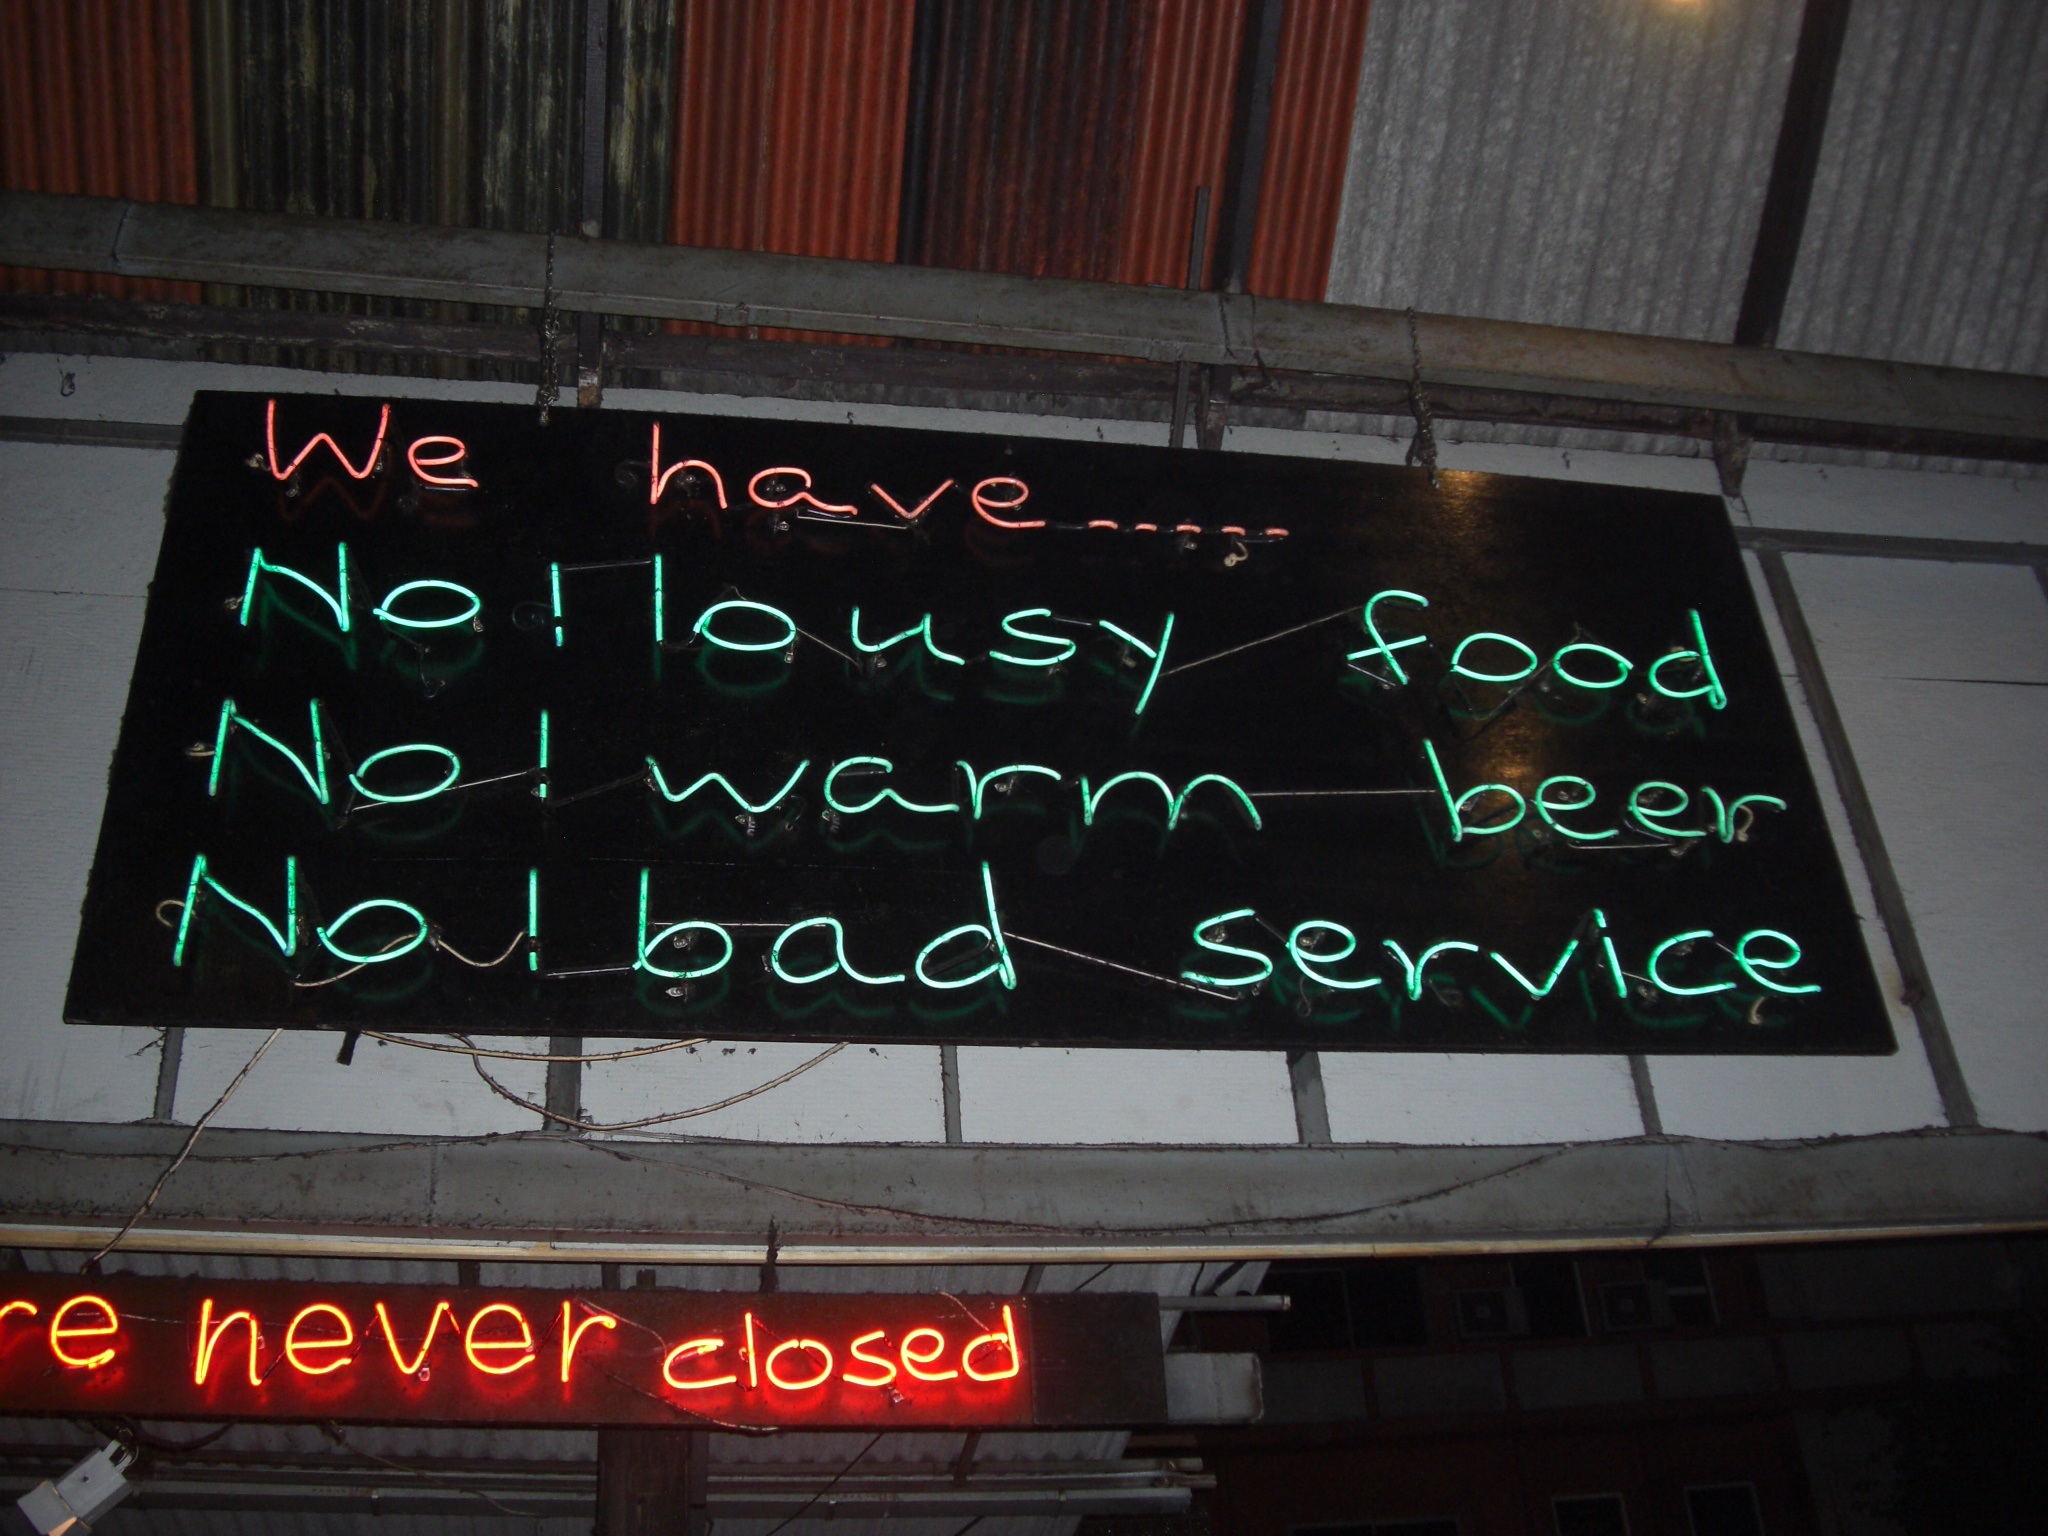 We have......
No! lousy food
No! warm beer
No! bad service
re never closed